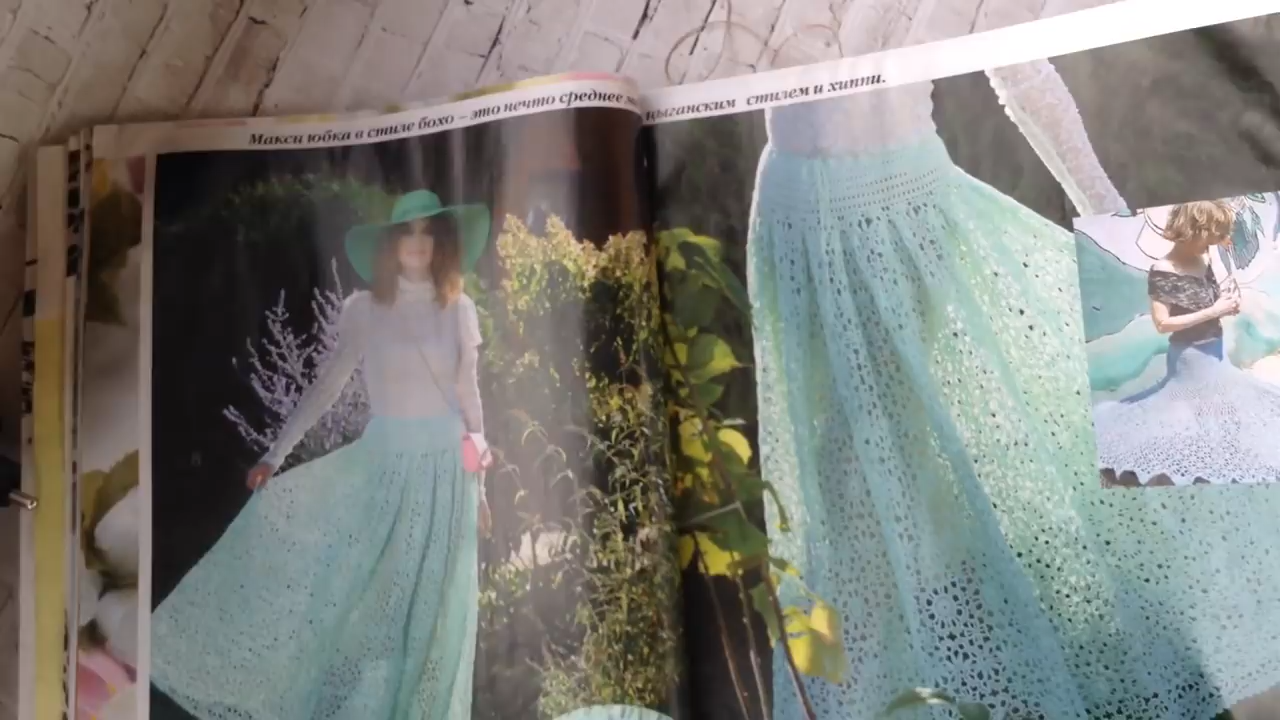 Макси юбка в стиле бохо – это нечто среднее цыганским стилем и хиппи.